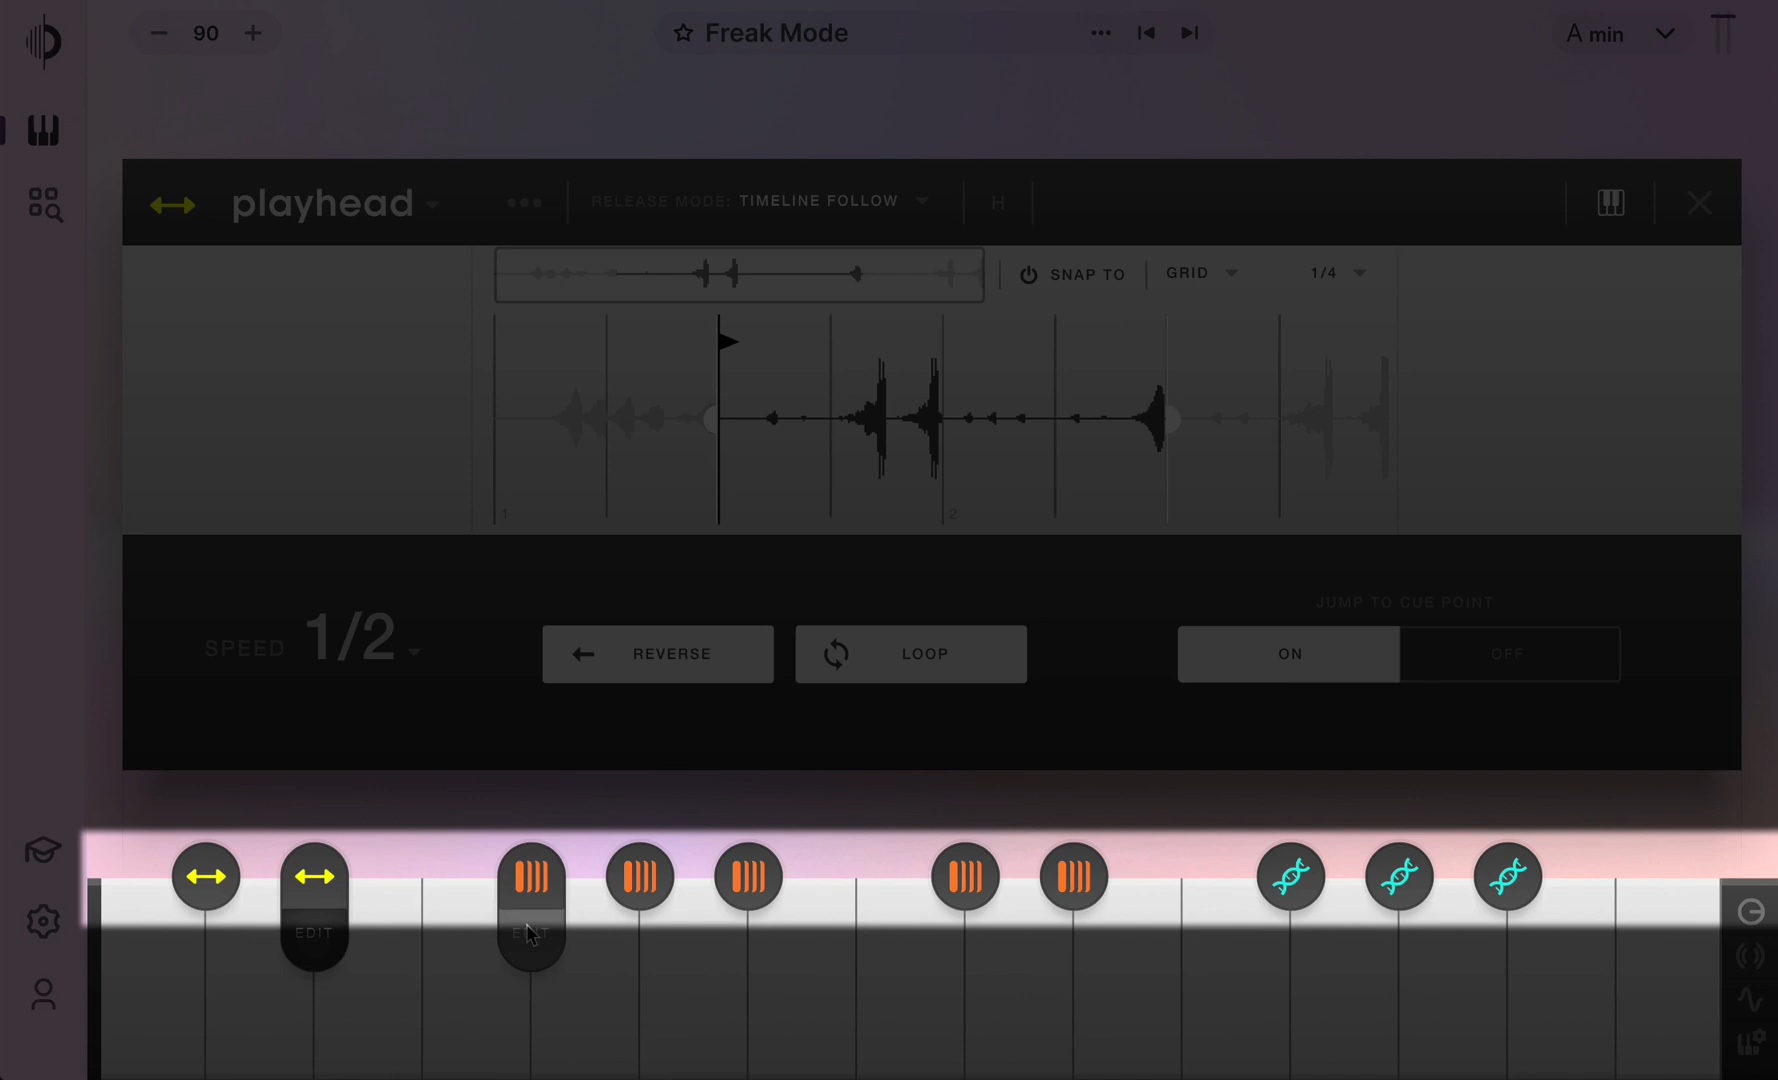 90
Freak Mode
A min
playhead
RELEASE MODE: TIMELINE FOLLOW
H
SNAP TO
GRID
1/4
1
2
SPEED 1/2
REVERSE
LOOP
JUMP TO CUE POINT
ON
OFF
EDIT
EDIT